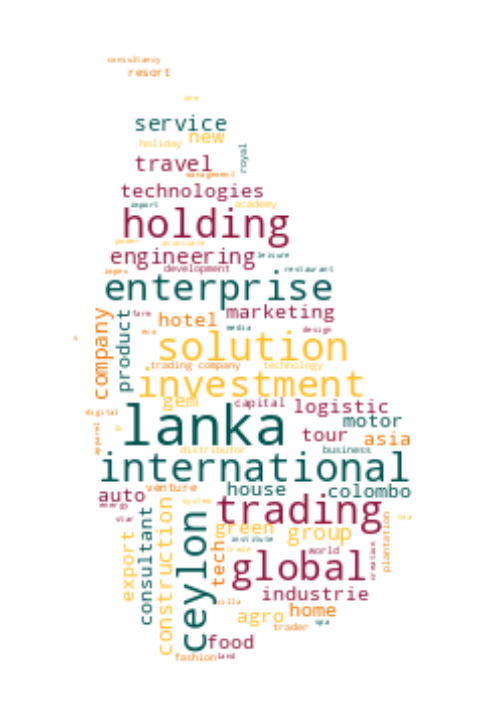 consultancy
resort
one
service
new
holiday
royal
travel
management
technologies
import
academy
holding
power
associate
engineering
leisure
impex
development
restaurant
enterprise
farm
marketing
company
product
hotel
media
design
eco
solution
trading company
technology
investment
gem
capital
logistic
digital
lanka
motor
apparel
tour
asia
distributor
business
international
auto
venture
house
colombo
energy
system
trading
star
export
consultant
construction
ceylon
tech
green
group
tea
institute
trade
world
creation
plantation
global
industrie
villa
home
agro
spa
trader
food
fashion
land